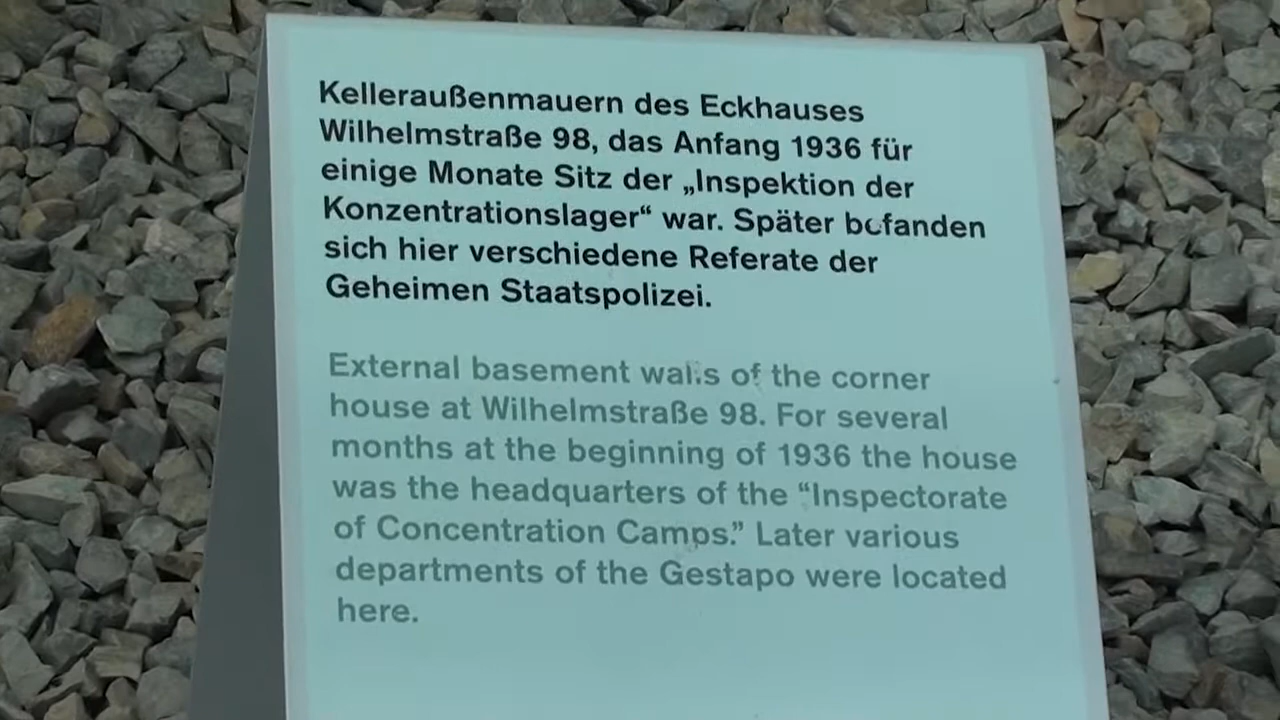 Kelleraußenmauern des Eckhauses
Wilhelmstraße 98, das Anfang 1936 für
einige Monate Sitz der „Inspektion der
Konzentrationslager“ war. Später befanden
sich hier verschiedene Referate der
Geheimen Staatspolizei.
External basement walls of the corner
house at Wilhelmstraße 98. For several
months at the beginning of 1936 the house
was the headquarters of the “Inspectorate
of Concentration Camps.” Later various
departments of the Gestapo were located
here.